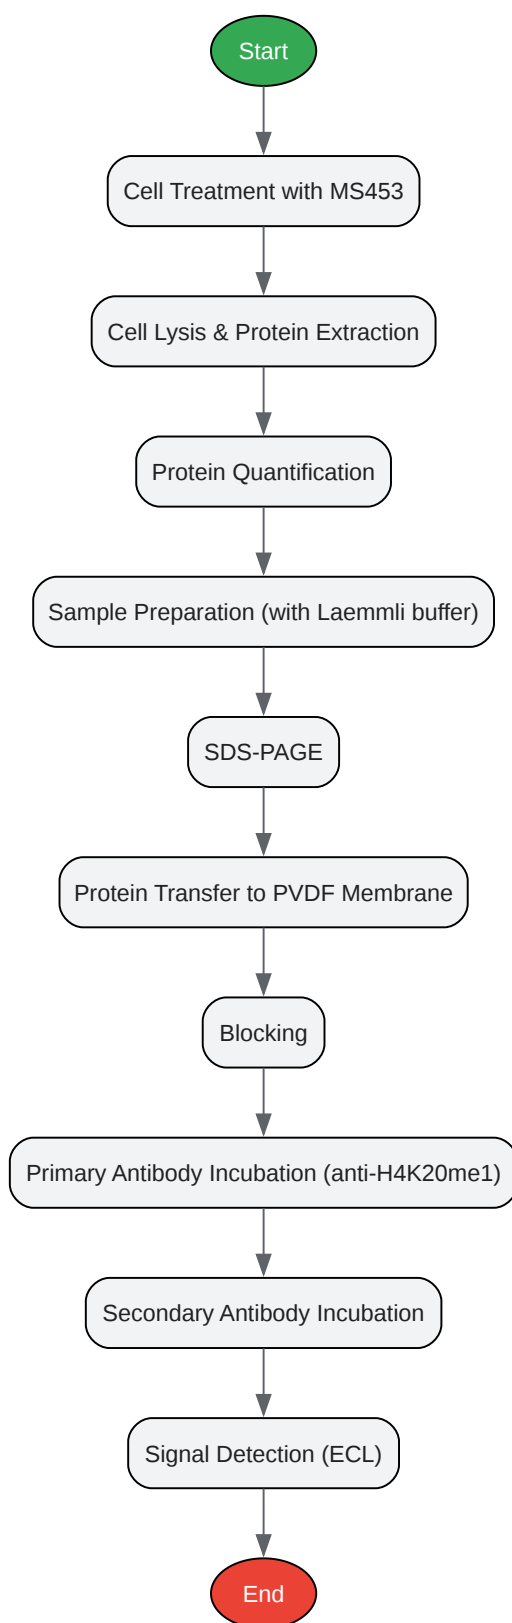 Start
Cell Treatment with MS453
Cell Lysis & Protein Extraction
Protein Quantification
Sample Preparation (with Laemmli buffer)
SDS-PAGE
Protein Transfer to PVDF Membrane
Blocking
Primary Antibody Incubation (anti-H4K20me1)
Secondary Antibody Incubation
Signal Detection (ECL)
End